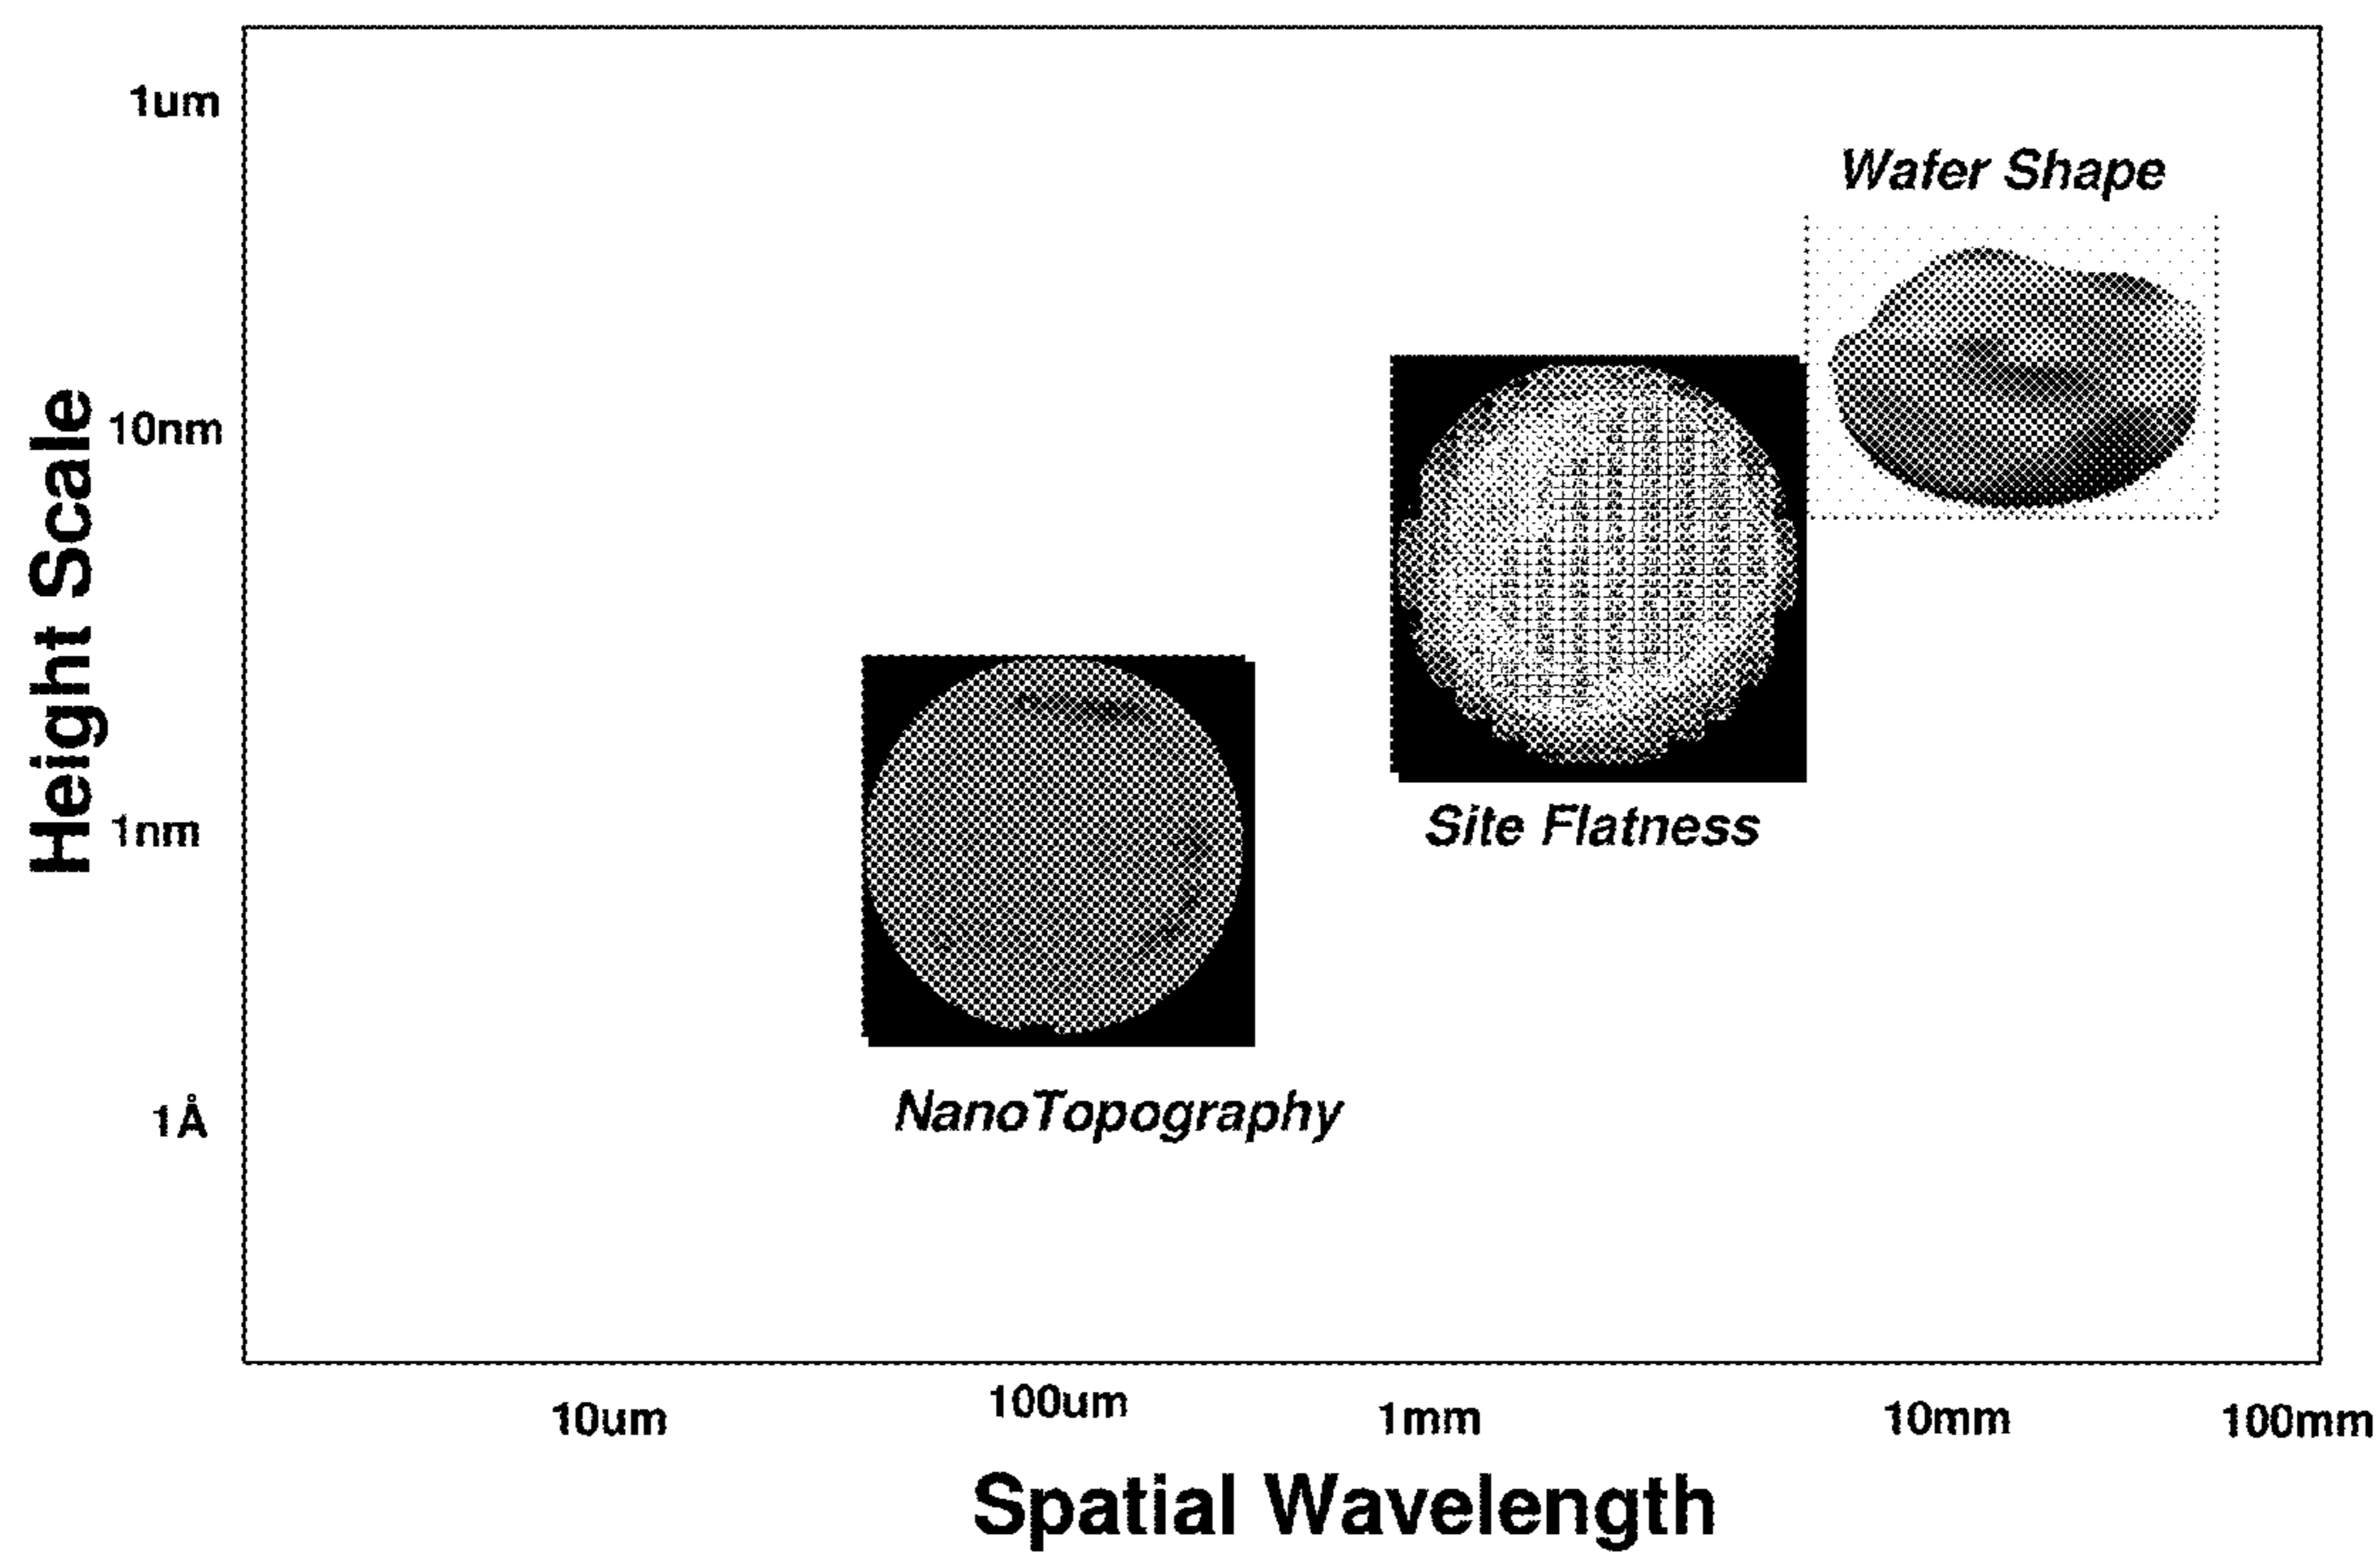 1um
Wafer Shape
10nm
Height Scale
Site Flatness
1nm
NanoTopography
1Å
10um
100um
1mm
10mm
100mm
Spatial Wavelength